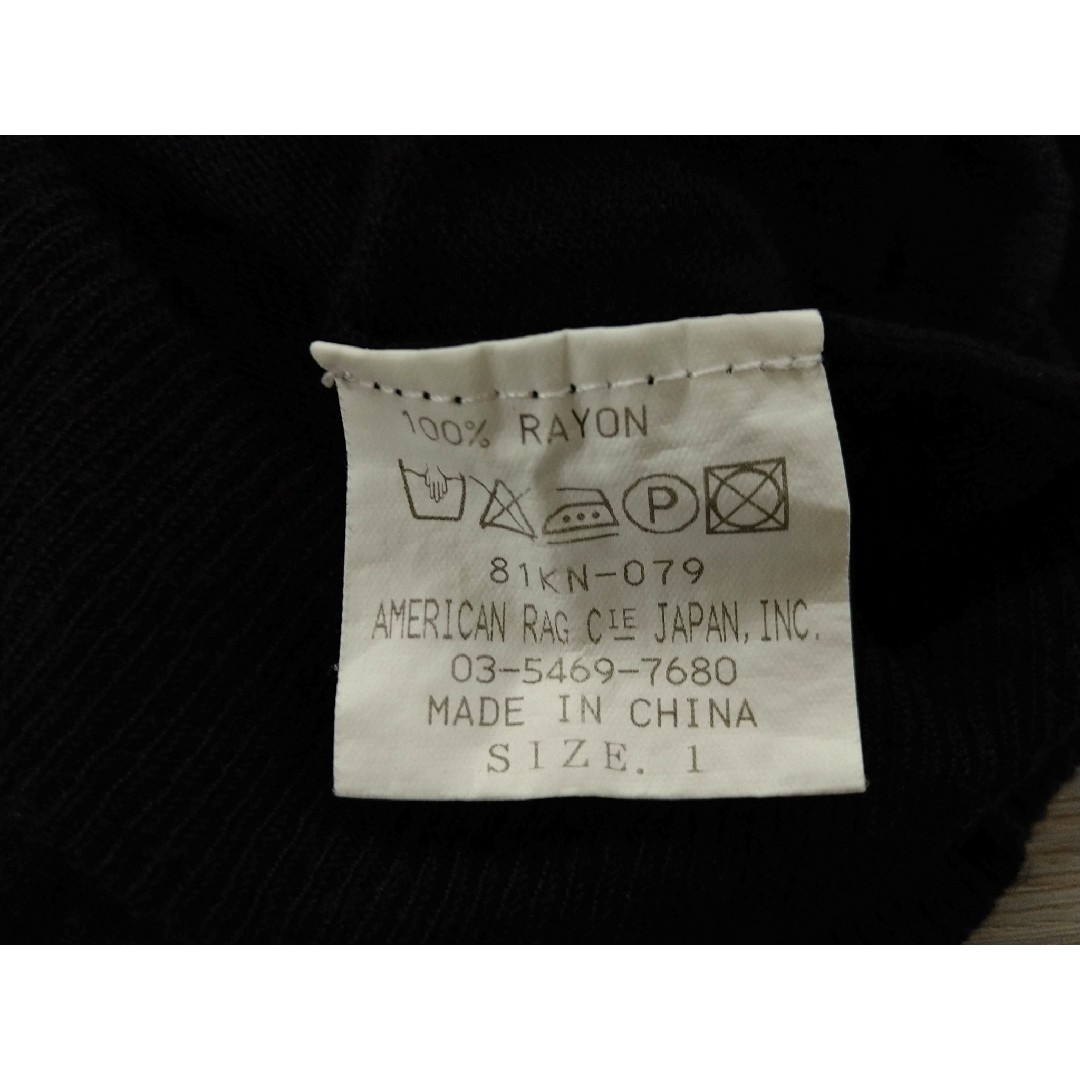 100% RAYON
P
81KN-079
AMERICAN RAG CIE JAPAN, INC.
03-5469-7680
MADE IN CHINA
SIZE. 1